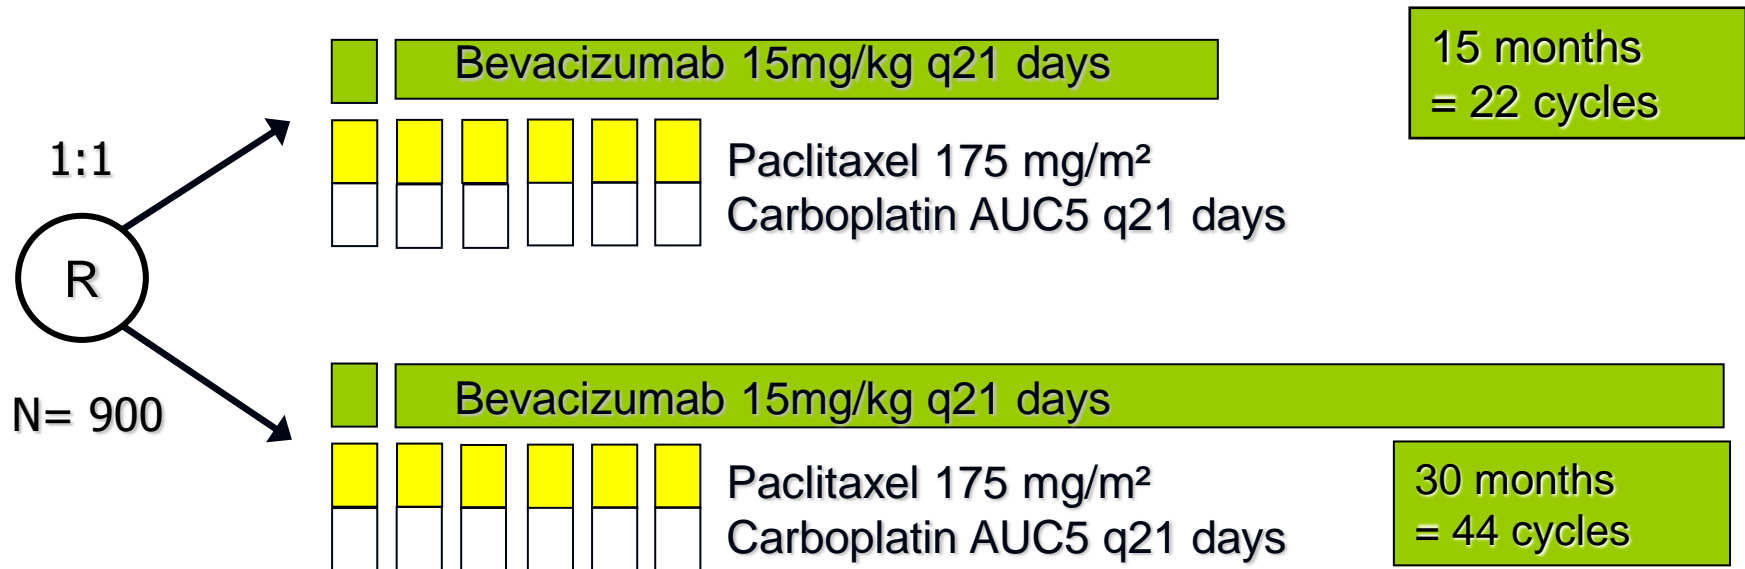 Bevacizumab 15mg/kg q21 days
15 months
= 22 cycles
1:1
Paclitaxel 175 mg/m²
Carboplatin AUC5 q21 days
R
N= 900
Bevacizumab 15mg/kg q21 days
Paclitaxel 175 mg/m²
Carboplatin AUC5 q21 days
30 months
= 44 cycles